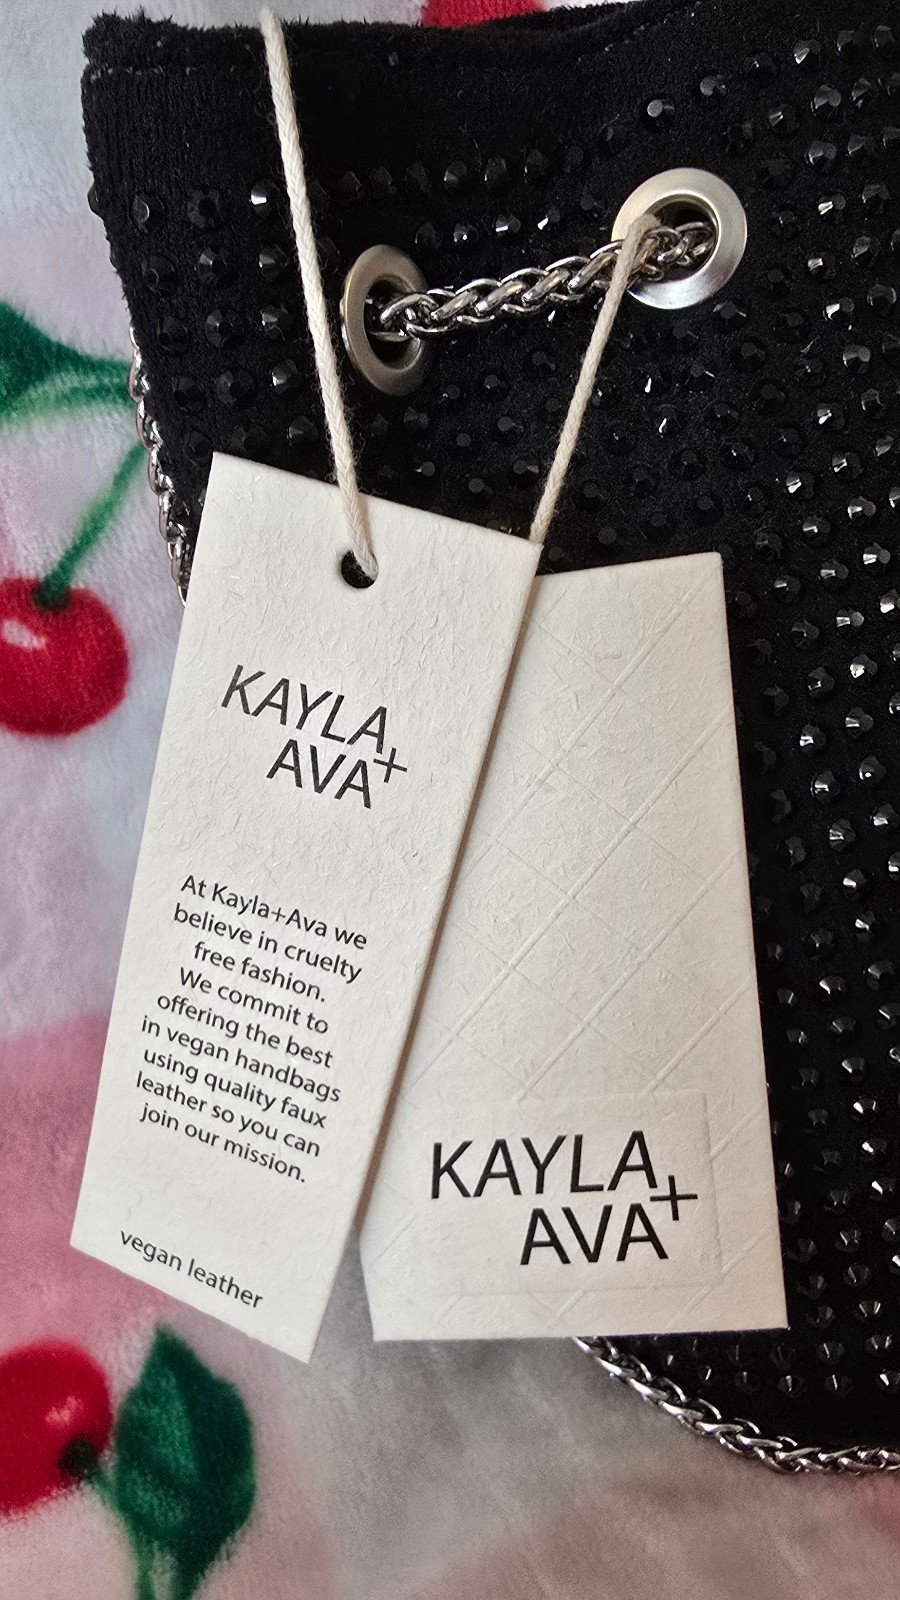 KAYLA+
AVA
At Kayla+Ava we
believe in cruelty
free fashion.
We commit to
offering the best
in vegan handbags
using quality faux
leather so you can
join our mission.
vegan leather
KAYLA+
AVA